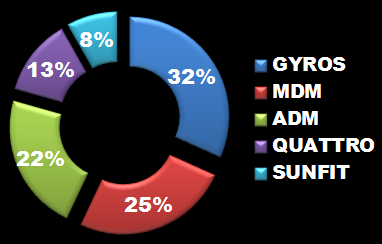 8%
13%
32%
22%
25%
GYROS
MDM
ADM
QUATTRO
SUNFIT